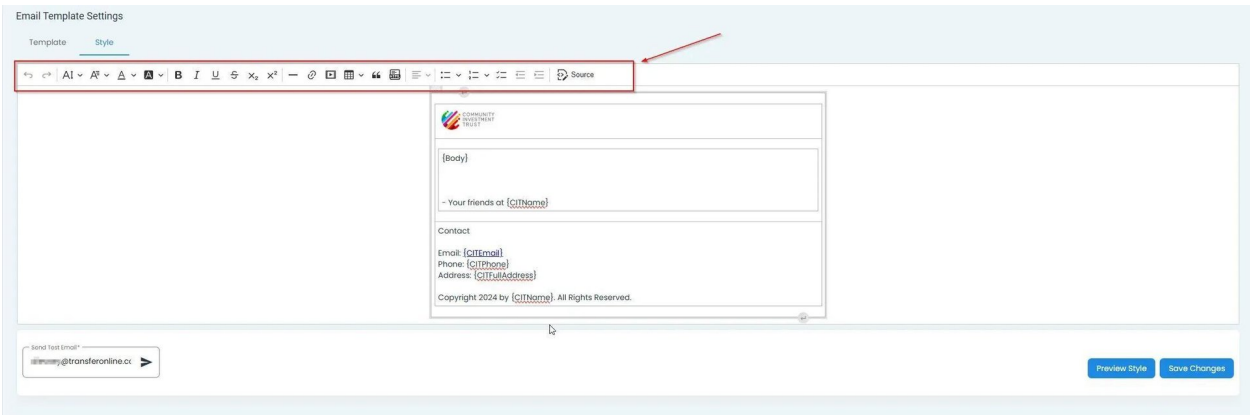 Email Template Settings
Template Style
Source
COMMUNITY
INVESTMENT
TRUST
{Body}
- Your friends at {CITName}
Contact
Email: {CITEmail}
Phone: {CITPhone}
Address: {CITFullAddress}
Copyright 2024 by {CITName}. All Rights Reserved.
Send Test Email*
@transferonline.cc
Preview Style Save Changes